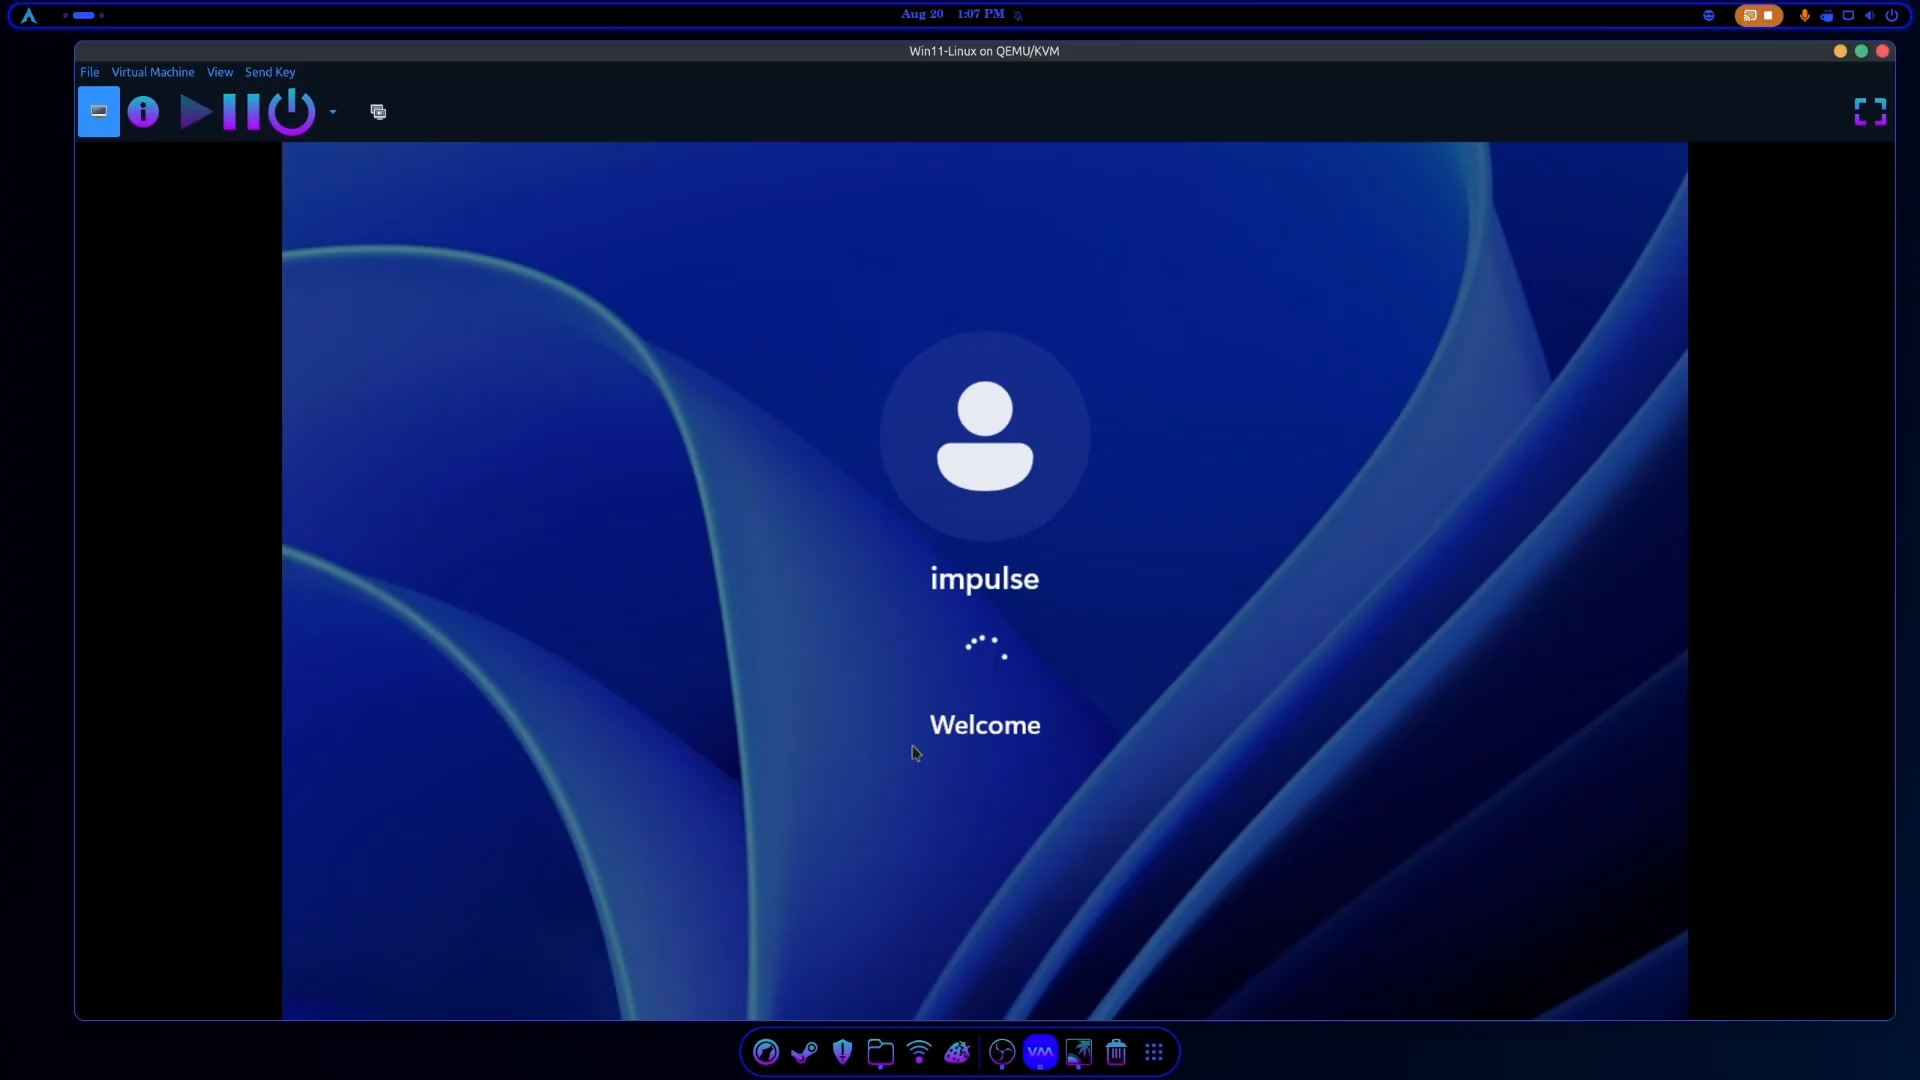 Aug 20 1:07 PM
Win11-Linux on QEMU/KVM
File Virtual Machine View Send Key
impulse
Welcome
VM